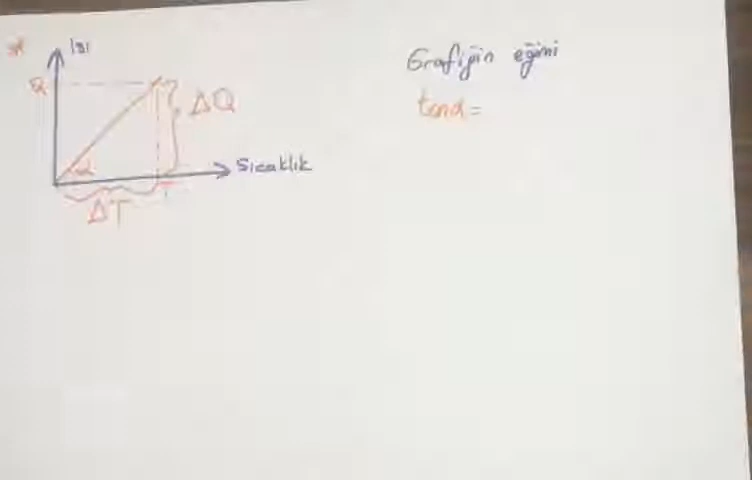 Isı
Q
α
ΔQ
Sıcaklık
T
ΔT
Grafiğin eğimi
tanα=